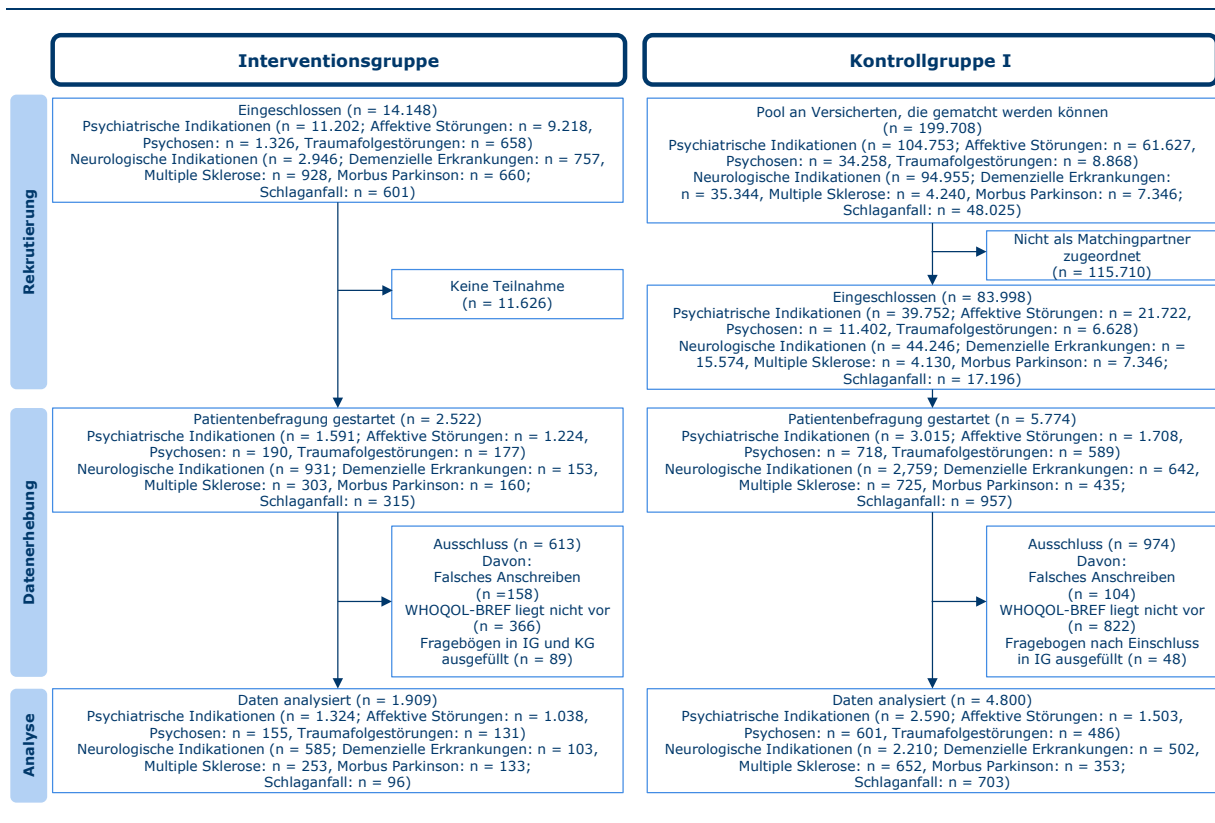 Interventionsgruppe
Kontrollgruppe I
Rekrutierung
Eingeschlossen (n = 14.148)
Psychiatrische Indikationen (n = 11.202; Affektive Störungen: n = 9.218,
Psychosen: n = 1.326, Traumafolgestörungen: n = 658)
Neurologische Indikationen (n = 2.946; Demenzielle Erkrankungen: n = 757,
Multiple Sklerose: n = 928, Morbus Parkinson: n = 660;
Schlaganfall: n = 601)
Keine Teilnahme
(n = 11.626)
Pool an Versicherten, die gematcht werden können
(n = 199.708)
Psychiatrische Indikationen (n = 104.753; Affektive Störungen: n = 61.627,
Psychosen: n = 34.258, Traumafolgestörungen: n = 8.868)
Neurologische Indikationen (n = 94.955; Demenzielle Erkrankungen:
n = 35.344, Multiple Sklerose: n = 4.240, Morbus Parkinson: n = 7.346;
Schlaganfall: n = 48.025)
Nicht als Matchingpartner
zugeordnet
(n = 115.710)
Eingeschlossen (n = 83.998)
Psychiatrische Indikationen (n = 39.752; Affektive Störungen: n = 21.722,
Psychosen: n = 11.402, Traumafolgestörungen: n = 6.628)
Neurologische Indikationen (n = 44.246; Demenzielle Erkrankungen: n =
15.574, Multiple Sklerose: n = 4.130, Morbus Parkinson: n = 7.346;
Schlaganfall: n = 17.196)
Datenerhebung
Patientenbefragung gestartet (n = 2.522)
Psychiatrische Indikationen (n = 1.591; Affektive Störungen: n = 1.224,
Psychosen: n = 190, Traumafolgestörungen: n = 177)
Neurologische Indikationen (n = 931; Demenzielle Erkrankungen: n = 153,
Multiple Sklerose: n = 303, Morbus Parkinson: n = 160;
Schlaganfall: n = 315)
Ausschluss (n = 613)
Davon:
Falsches Anschreiben
(n =158)
WHOQOL-BREF liegt nicht vor
(n = 366)
Fragebögen in IG und KG
ausgefüllt (n = 89)
Patientenbefragung gestartet (n = 5.774)
Psychiatrische Indikationen (n = 3.015; Affektive Störungen: n = 1.708,
Psychosen: n = 718, Traumafolgestörungen: n = 589)
Neurologische Indikationen (n = 2,759; Demenzielle Erkrankungen: n = 642,
Multiple Sklerose: n = 725, Morbus Parkinson: n = 435;
Schlaganfall: n = 957)
Ausschluss (n = 974)
Davon:
Falsches Anschreiben
(n = 104)
WHOQOL-BREF liegt nicht vor
(n = 822)
Fragebogen nach Einschluss
in IG ausgefüllt (n = 48)
Analyse
Daten analysiert (n = 1.909)
Psychiatrische Indikationen (n = 1.324; Affektive Störungen: n = 1.038,
Psychosen: n = 155, Traumafolgestörungen: n = 131)
Neurologische Indikationen (n = 585; Demenzielle Erkrankungen: n = 103,
Multiple Sklerose: n = 253, Morbus Parkinson: n = 133;
Schlaganfall: n = 96)
Daten analysiert (n = 4.800)
Psychiatrische Indikationen (n = 2.590; Affektive Störungen: n = 1.503,
Psychosen: n = 601, Traumafolgestörungen: n = 486)
Neurologische Indikationen (n = 2.210; Demenzielle Erkrankungen: n = 502,
Multiple Sklerose: n = 652, Morbus Parkinson: n = 353;
Schlaganfall: n = 703)